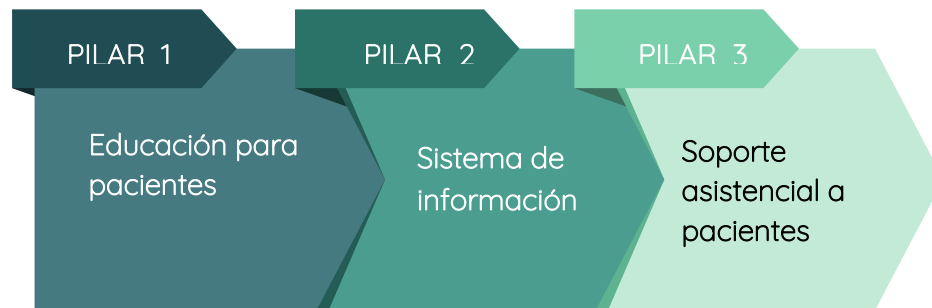 PILAR 1
Educación para
pacientes
PILAR 2
Sistema de
información
PILAR 3
Soporte
asistencial a
pacientes